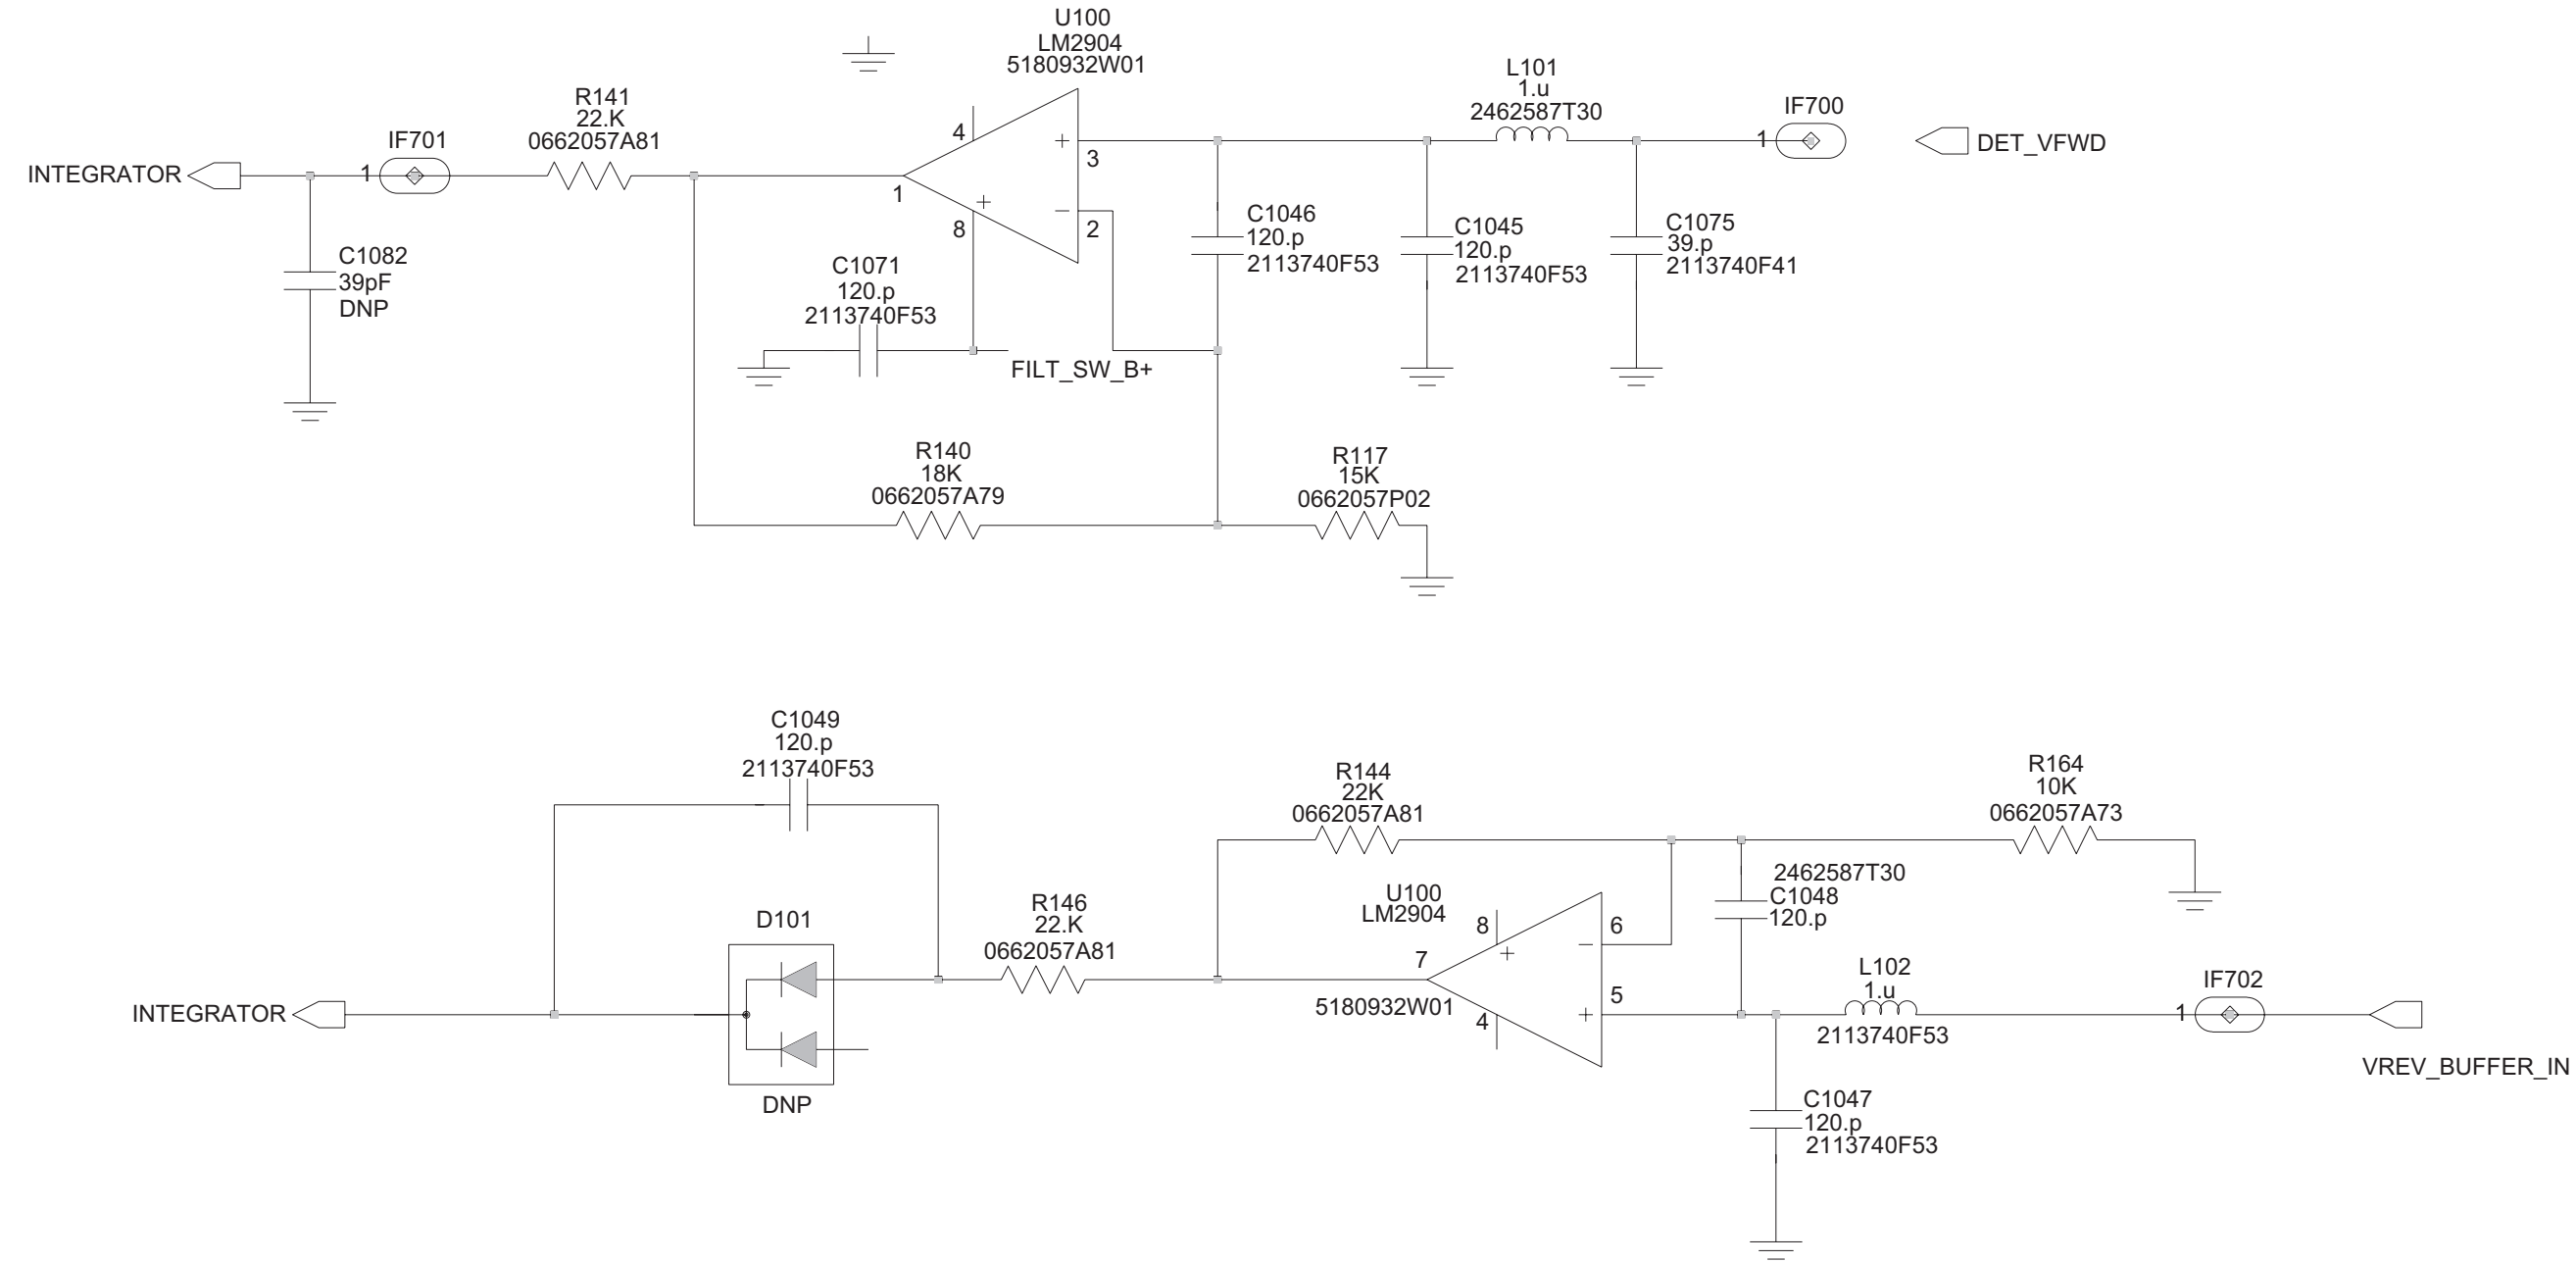 U100
LM2904
5180932W01
L101
1.u
2462587T30
IF700
1
DET_VFWD
R141
22.K
0662057A81
IF701
1
INTEGRATOR
4
+
3
1
+
8
−
2
C1082
39pF
DNP
C1071
120.p
2113740F53
FILT_SW_B+
C1046
120.p
2113740F53
C1045
120.p
2113740F53
C1075
39.p
2113740F41
R140
18K
0662057A79
R117
15K
0662057P02
C1049
120.p
2113740F53
R144
22K
0662057A81
R164
10K
0662057A73
D101
DNP
R146
22.K
0662057A81
INTEGRATOR
U100
LM2904
8
+
6
−
7
5
+
5180932W01
4
2462587T30
C1048
120.p
L102
1.u
2113740F53
IF702
1
VREV_BUFFER_IN
C1047
120.p
2113740F53